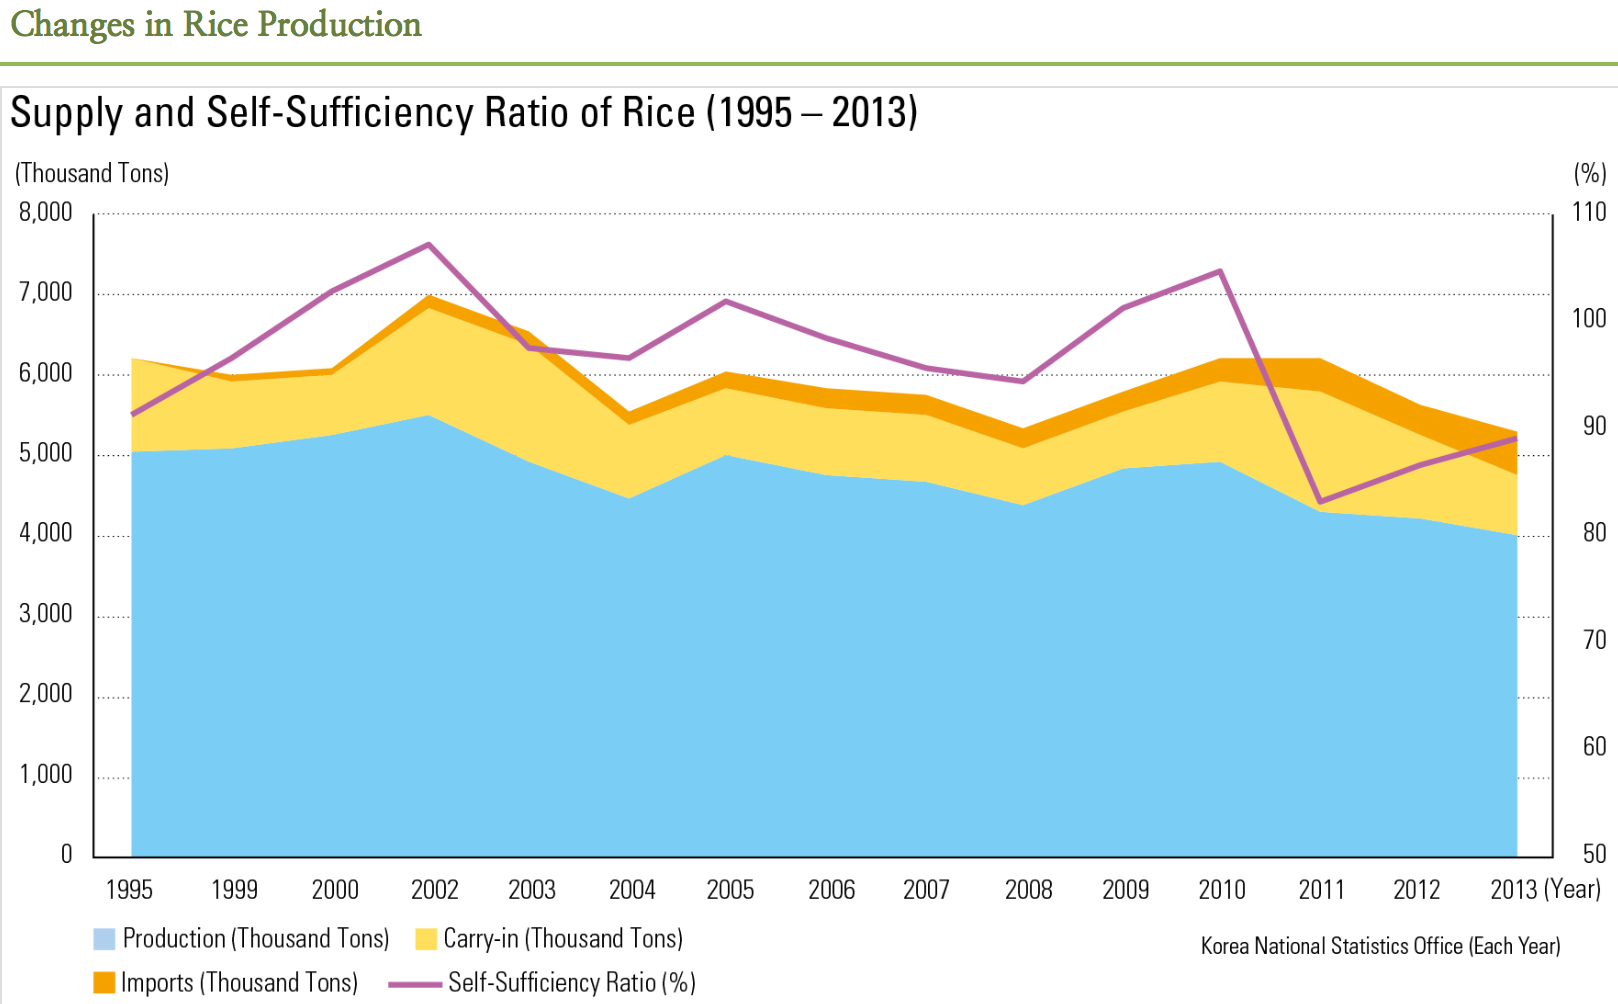 Changes in Rice Production
Supply and Self-Sufficiency Ratio of Rice (1995 – 2013)
(Thousand Tons)
(%)
8,000
110
7,000
100
6,000
90
5,000
4,000
80
3,000
70
2,000
60
1,000
0
50
1995 1999 2000 2002 2003 2004 2005 2006 2007 2008 2009 2010 2011 2012 2013 (Year)
Production (Thousand Tons) Carry-in (Thousand Tons)
Korea National Statistics Office (Each Year)
Imports (Thousand Tons) Self-Sufficiency Ratio (%)